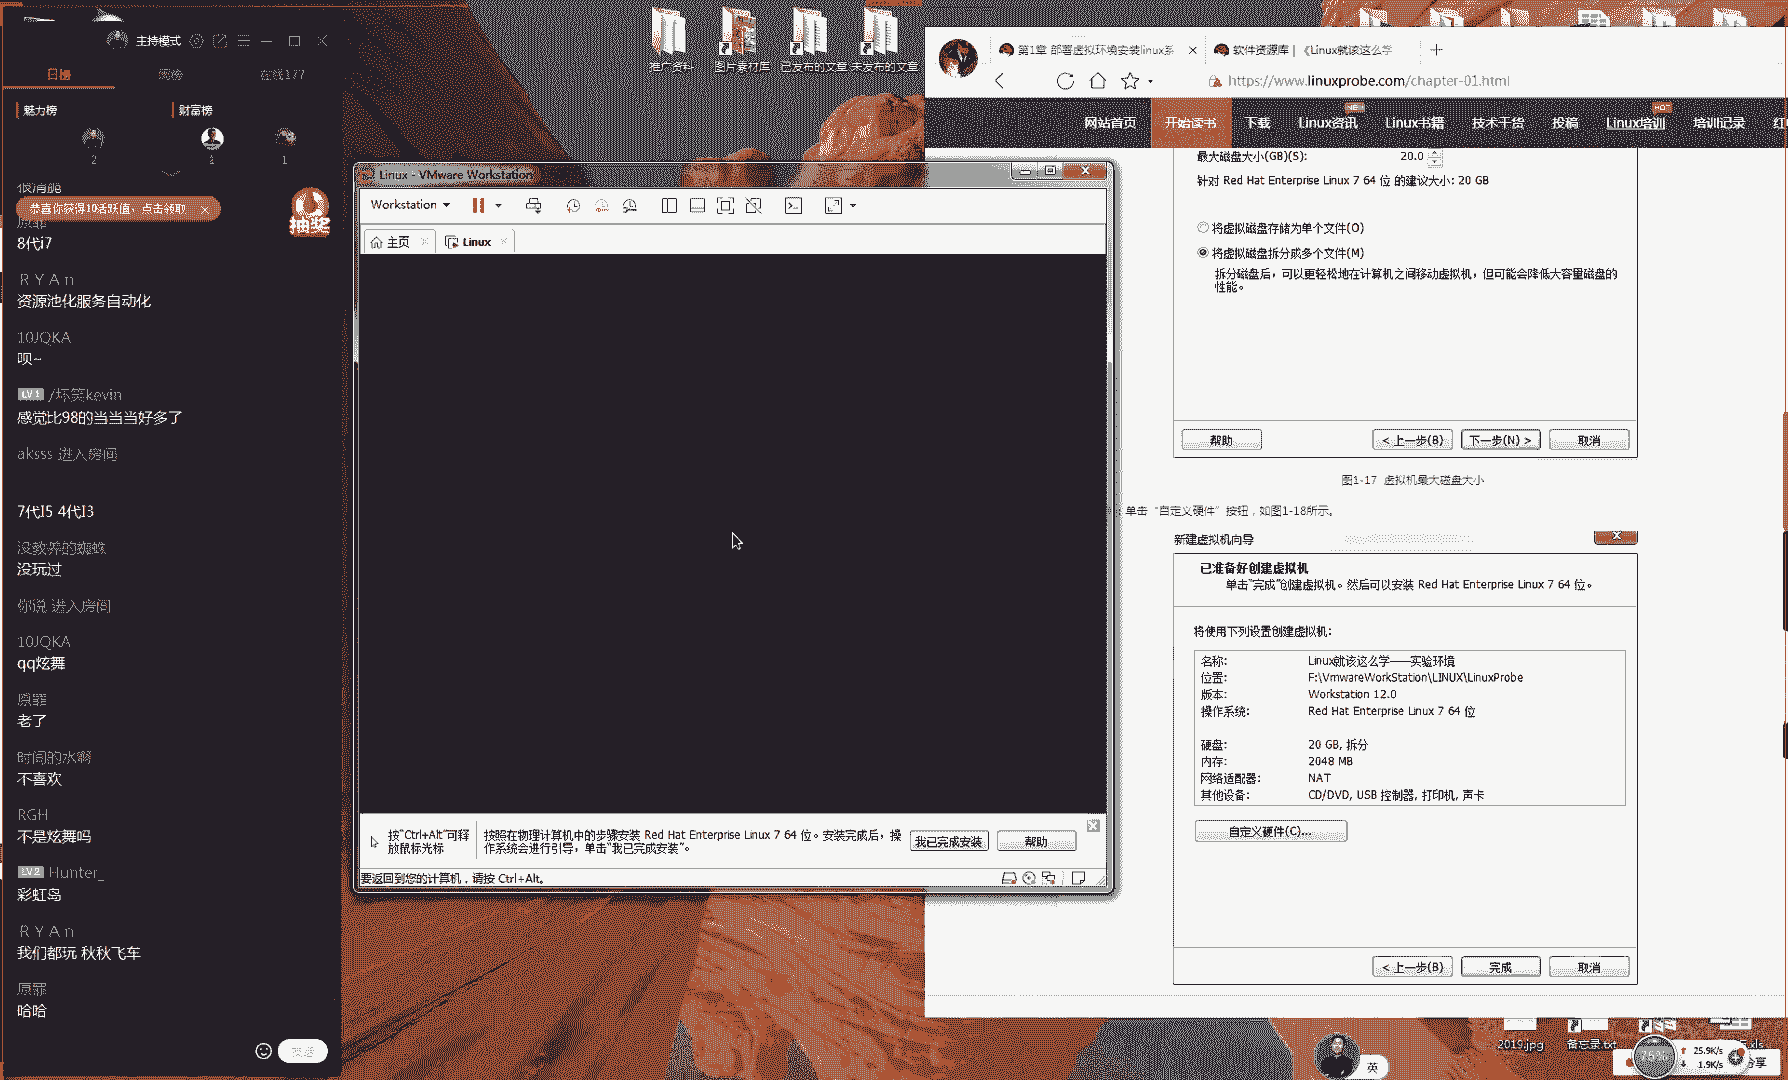 主持模式
日榜
周榜
在线177
魅力榜
财富榜
2
1
1
恭喜你获得10活跃值，点击领取
抽奖
8代i7
R Y A n
资源池化服务自动化
10JQKA
呗~
LV1 /坏笑kevin
感觉比98的当当当好多了
aksss 进入房间
7代I5 4代I3
没教养的蜘蛛
没玩过
你说 进入房间
10JQKA
qq炫舞
原罪
老了
时间的水啊
不喜欢
RGH
不是炫舞吗
LV2 Hunter_
彩虹岛
R Y A n
我们都玩 秋秋飞车
原罪
哈哈
发送
推广资料
图片素材库
已发布的文章
未发布的文章
Linux - VMware Workstation
Workstation
主页
Linux
按"Ctrl+Alt"可释
放鼠标光标
按照在物理计算机中的步骤安装 Red Hat Enterprise Linux 7 64 位。安装完成后，操
作系统会进行引导，单击"我已完成安装"。
我已完成安装
帮助
要返回到您的计算机，请按 Ctrl+Alt。
第1章 部署虚拟环境安装linux系
软件资源库 | 《Linux就该这么学
https://www.linuxprobe.com/chapter-01.html
网站首页
开始读书
下载
Linux资讯
NEW
Linux书籍
技术干货
投稿
Linux培训
HOT
培训记录
红
最大磁盘大小(GB)(S):
20.0
针对 Red Hat Enterprise Linux 7 64 位 的建议大小: 20 GB
将虚拟磁盘存储为单个文件(O)
将虚拟磁盘拆分成多个文件(M)
拆分磁盘后，可以更轻松地在计算机之间移动虚拟机，但可能会降低大容量磁盘的
性能。
帮助
< 上一步(B)
下一步(N) >
取消
图1-17 虚拟机最大磁盘大小
单击“自定义硬件”按钮，如图1-18所示。
新建虚拟机向导
已准备好创建虚拟机
单击"完成"创建虚拟机。然后可以安装 Red Hat Enterprise Linux 7 64 位。
将使用下列设置创建虚拟机:
名称: Linux就该这么学——实验环境
位置: F:\VmwareWorkStation\LINUX\LinuxProbe
版本: Workstation 12.0
操作系统: Red Hat Enterprise Linux 7 64 位
硬盘: 20 GB, 拆分
内存: 2048 MB
网络适配器: NAT
其他设备: CD/DVD, USB 控制器, 打印机, 声卡
自定义硬件(C)...
< 上一步(B)
完成
取消
2019.jpg
备忘录.txt
.xls
英
75%
25.9K/s
1.9K/s